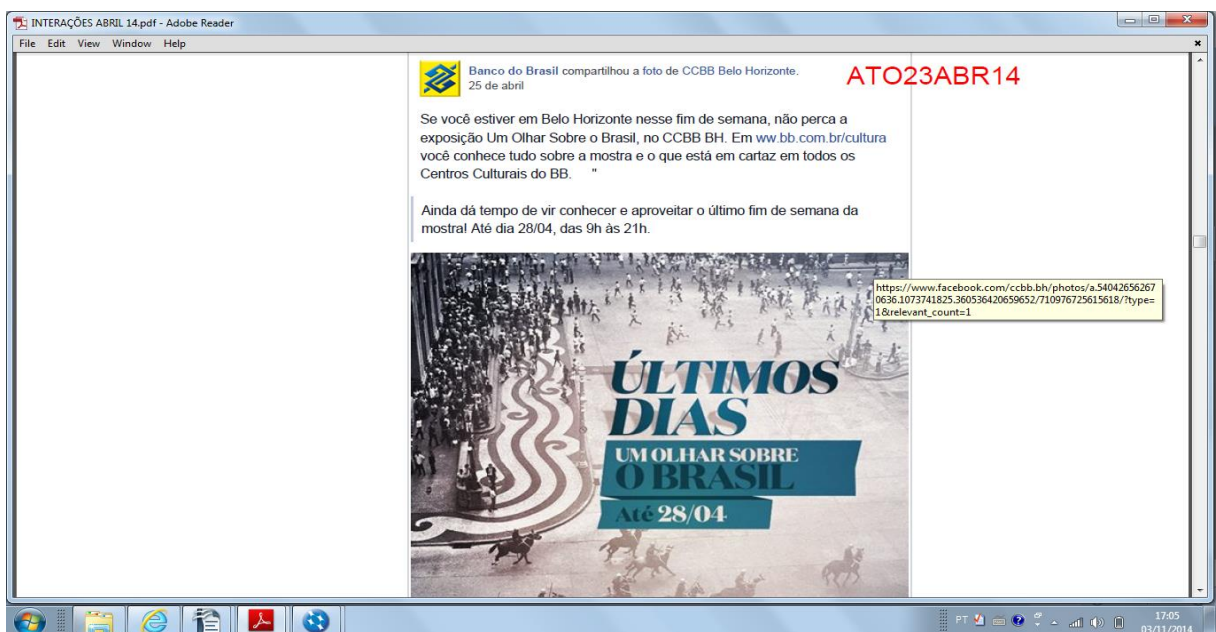 INTERAÇÕES ABRIL 14.pdf - Adobe Reader
File Edit View Window Help
Banco do Brasil compartilhou a foto de CCBB Belo Horizonte.
25 de abril
ATO23ABR14
Se você estiver em Belo Horizonte nesse fim de semana, não perca a
exposição Um Olhar Sobre o Brasil, no CCBB BH. Em ww.bb.com.br/cultura
você conhece tudo sobre a mostra e o que está em cartaz em todos os
Centros Culturais do BB. "
Ainda dá tempo de vir conhecer e aproveitar o último fim de semana da
mostra! Até dia 28/04, das 9h às 21h.
https://www.facebook.com/ccbb.bh/photos/a.54042656267
0636.1073741825.360536420659652/710976725615618/?type=
1&relevant_count=1
ÚLTIMOS
DIAS
UM OLHAR SOBRE
O BRASIL
Até 28/04
PT
17:05
03/11/2014